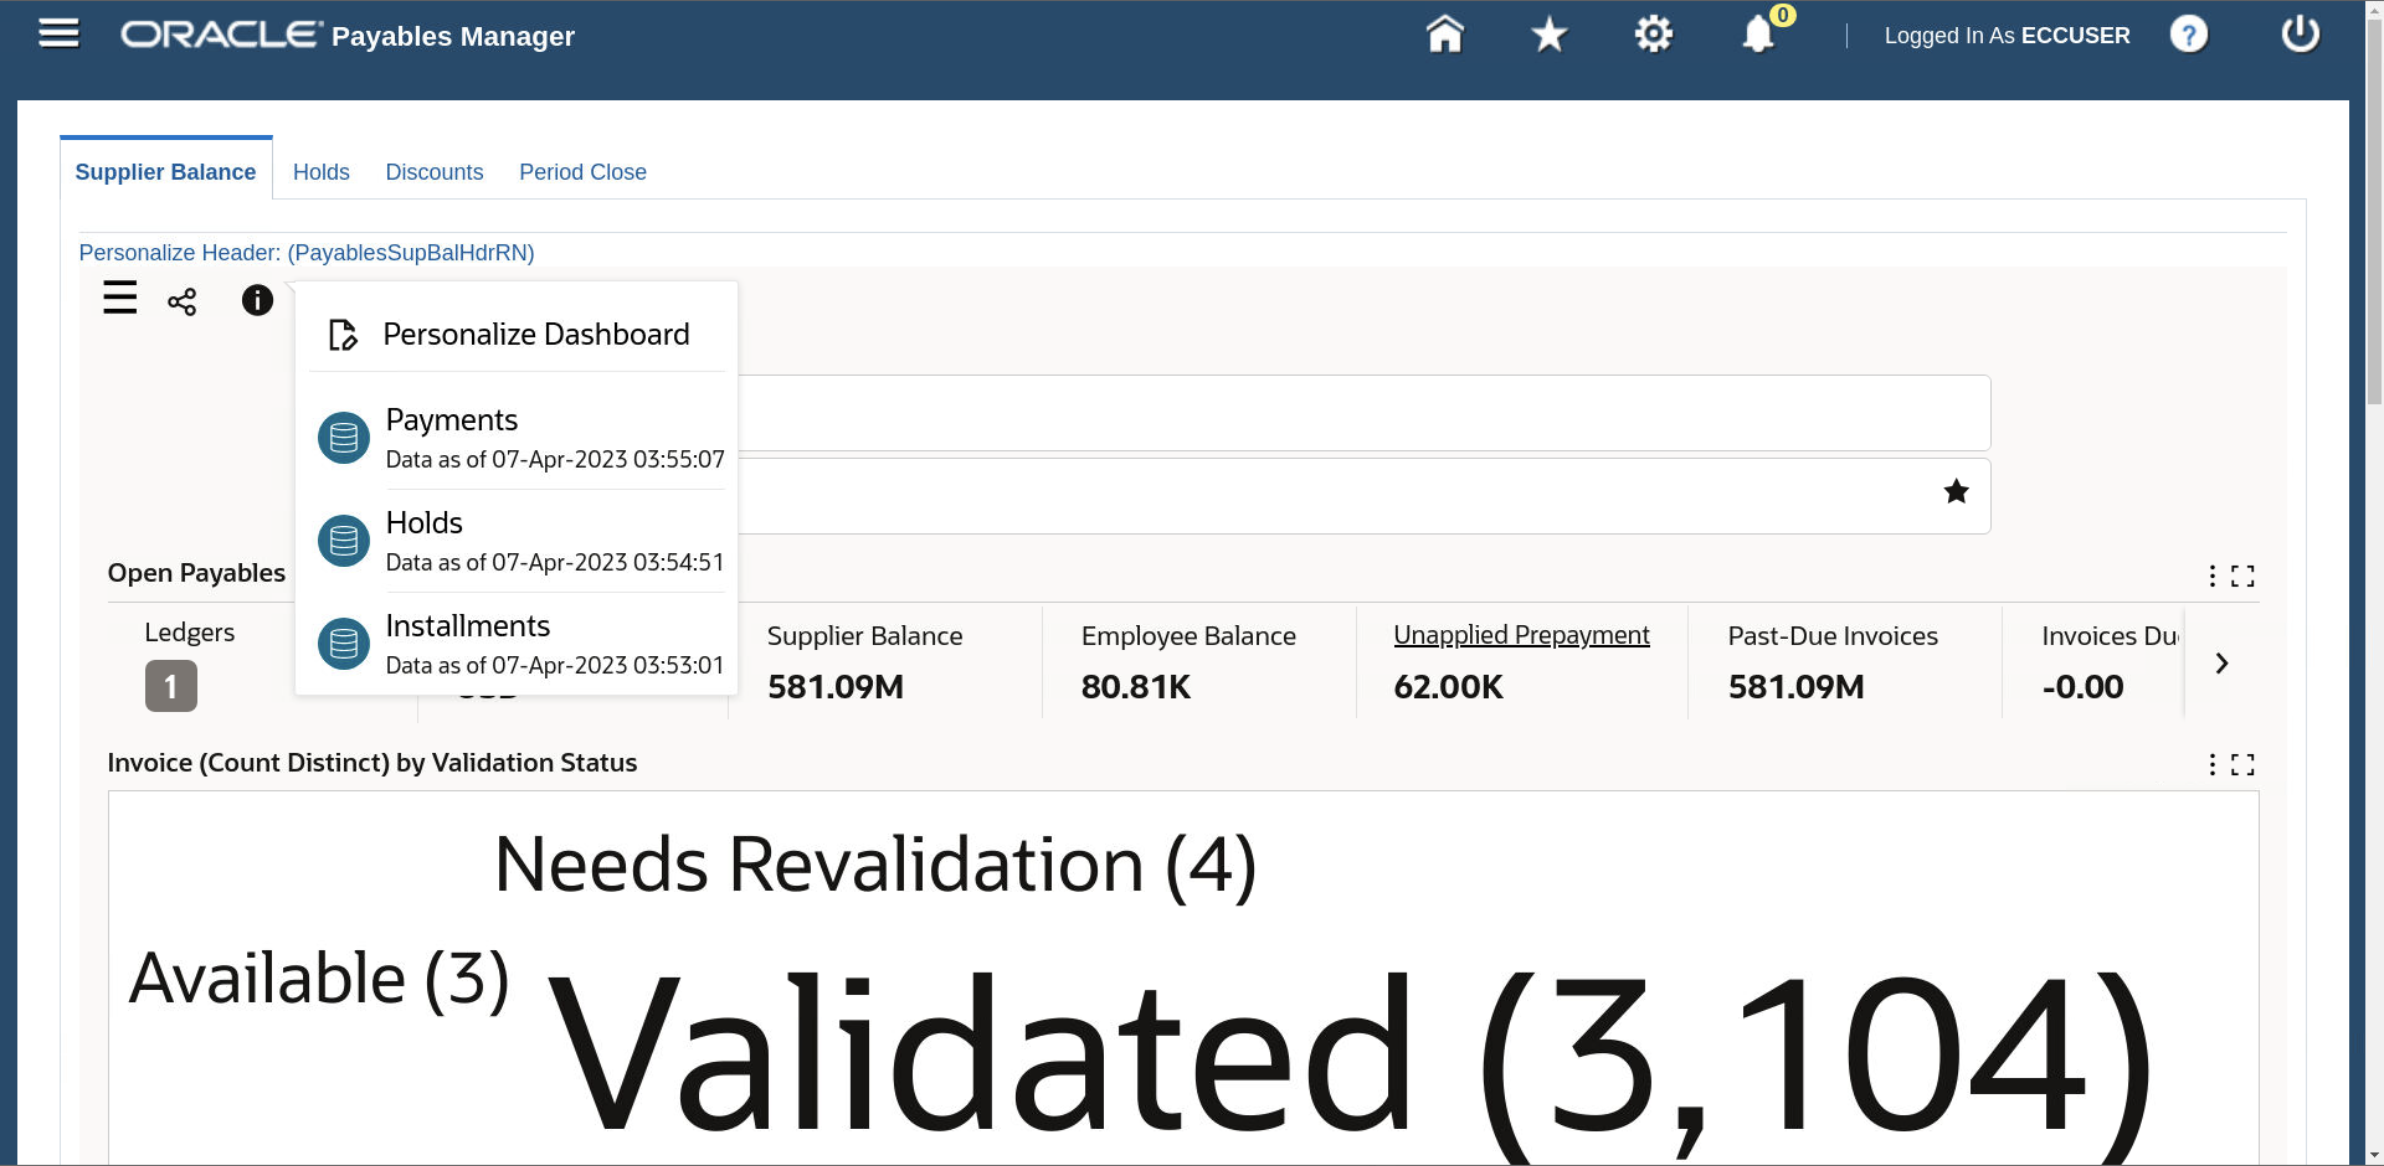 ORACLE Payables Manager
0
Logged In As ECCUSER
?
Supplier Balance Holds Discounts Period Close
Personalize Header: (PayablesSupBalHdrRN)
Personalize Dashboard
Payments
Data as of 07-Apr-2023 03:55:07
Holds
Data as of 07-Apr-2023 03:54:51
Installments
Data as of 07-Apr-2023 03:53:01
Open Payables
Ledgers
1
Supplier Balance
581.09M
Employee Balance
80.81K
Unapplied Prepayment
62.00K
Past-Due Invoices
581.09M
Invoices
-0.00
Invoice (Count Distinct) by Validation Status
Needs Revalidation (4)
Available (3)
Validated (3,104)